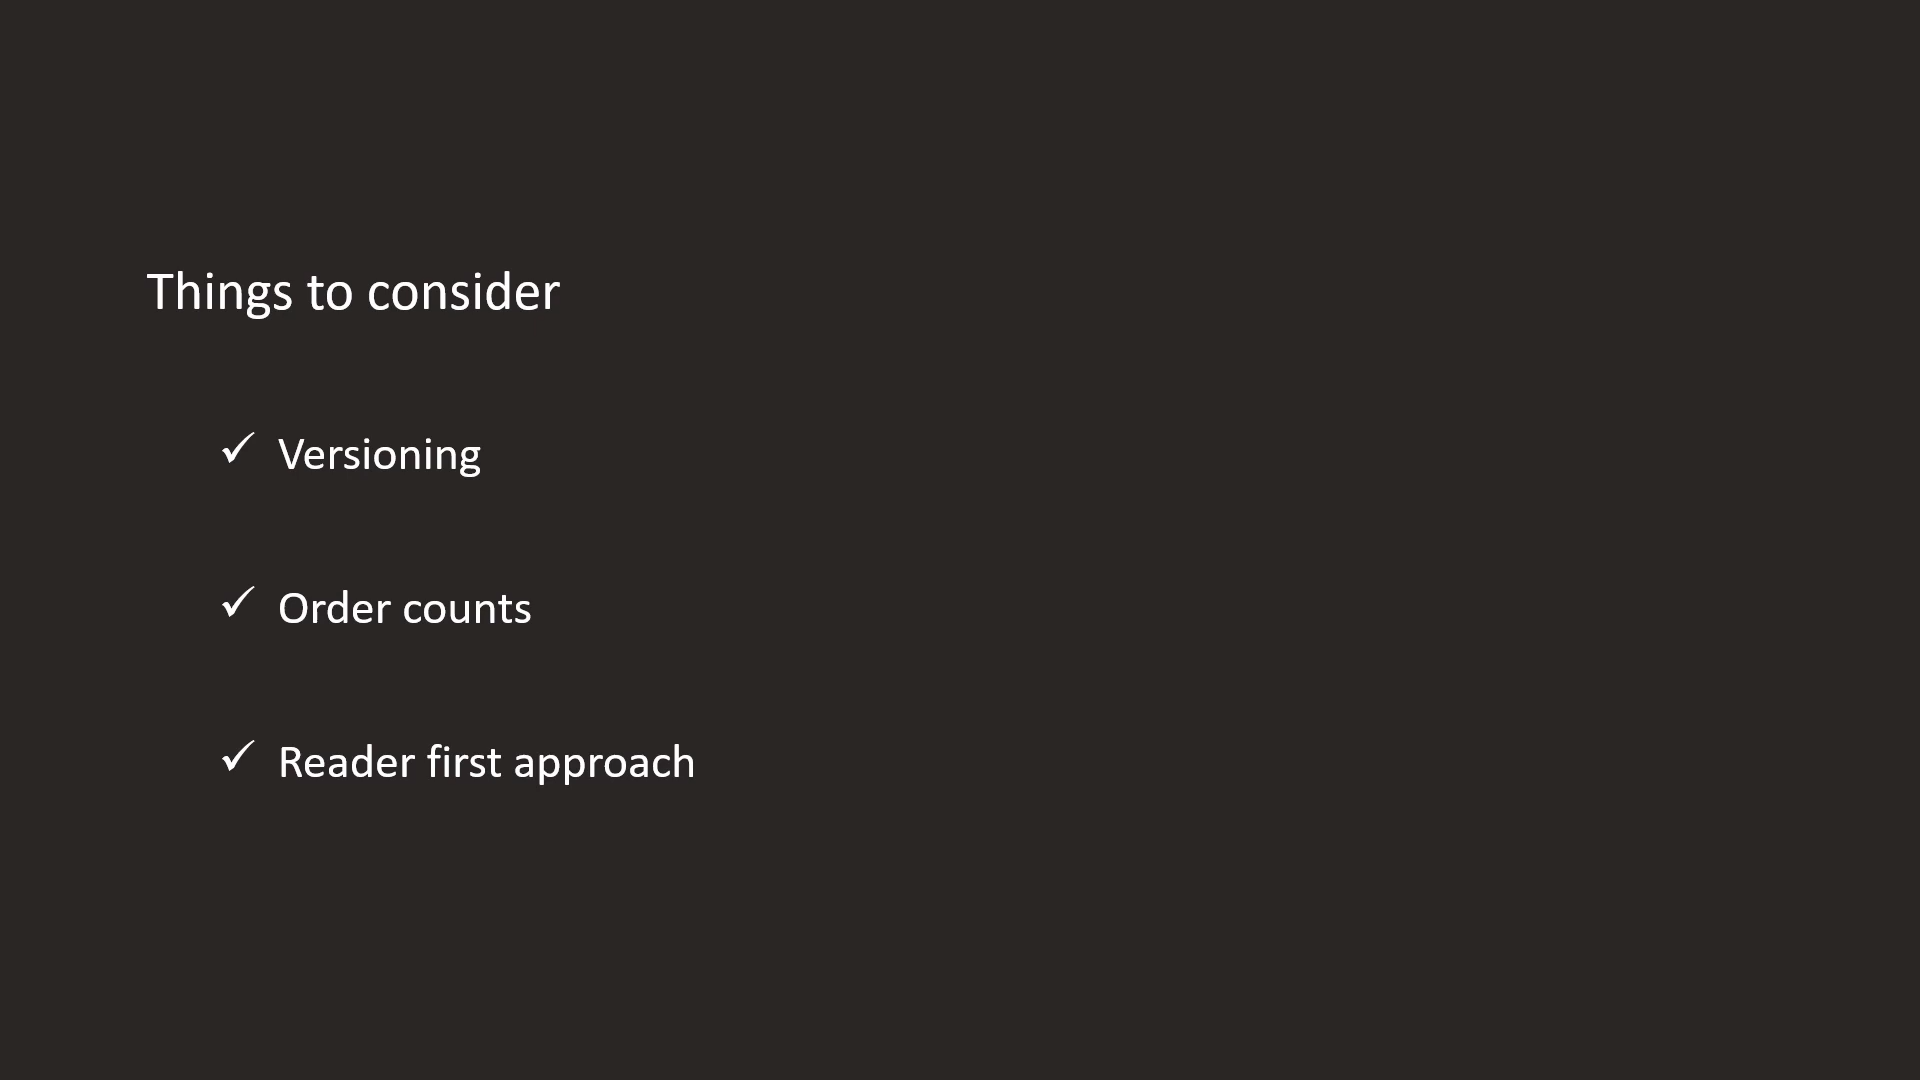 Things to consider
✓ Versioning
✓ Order counts
✓ Reader first approach